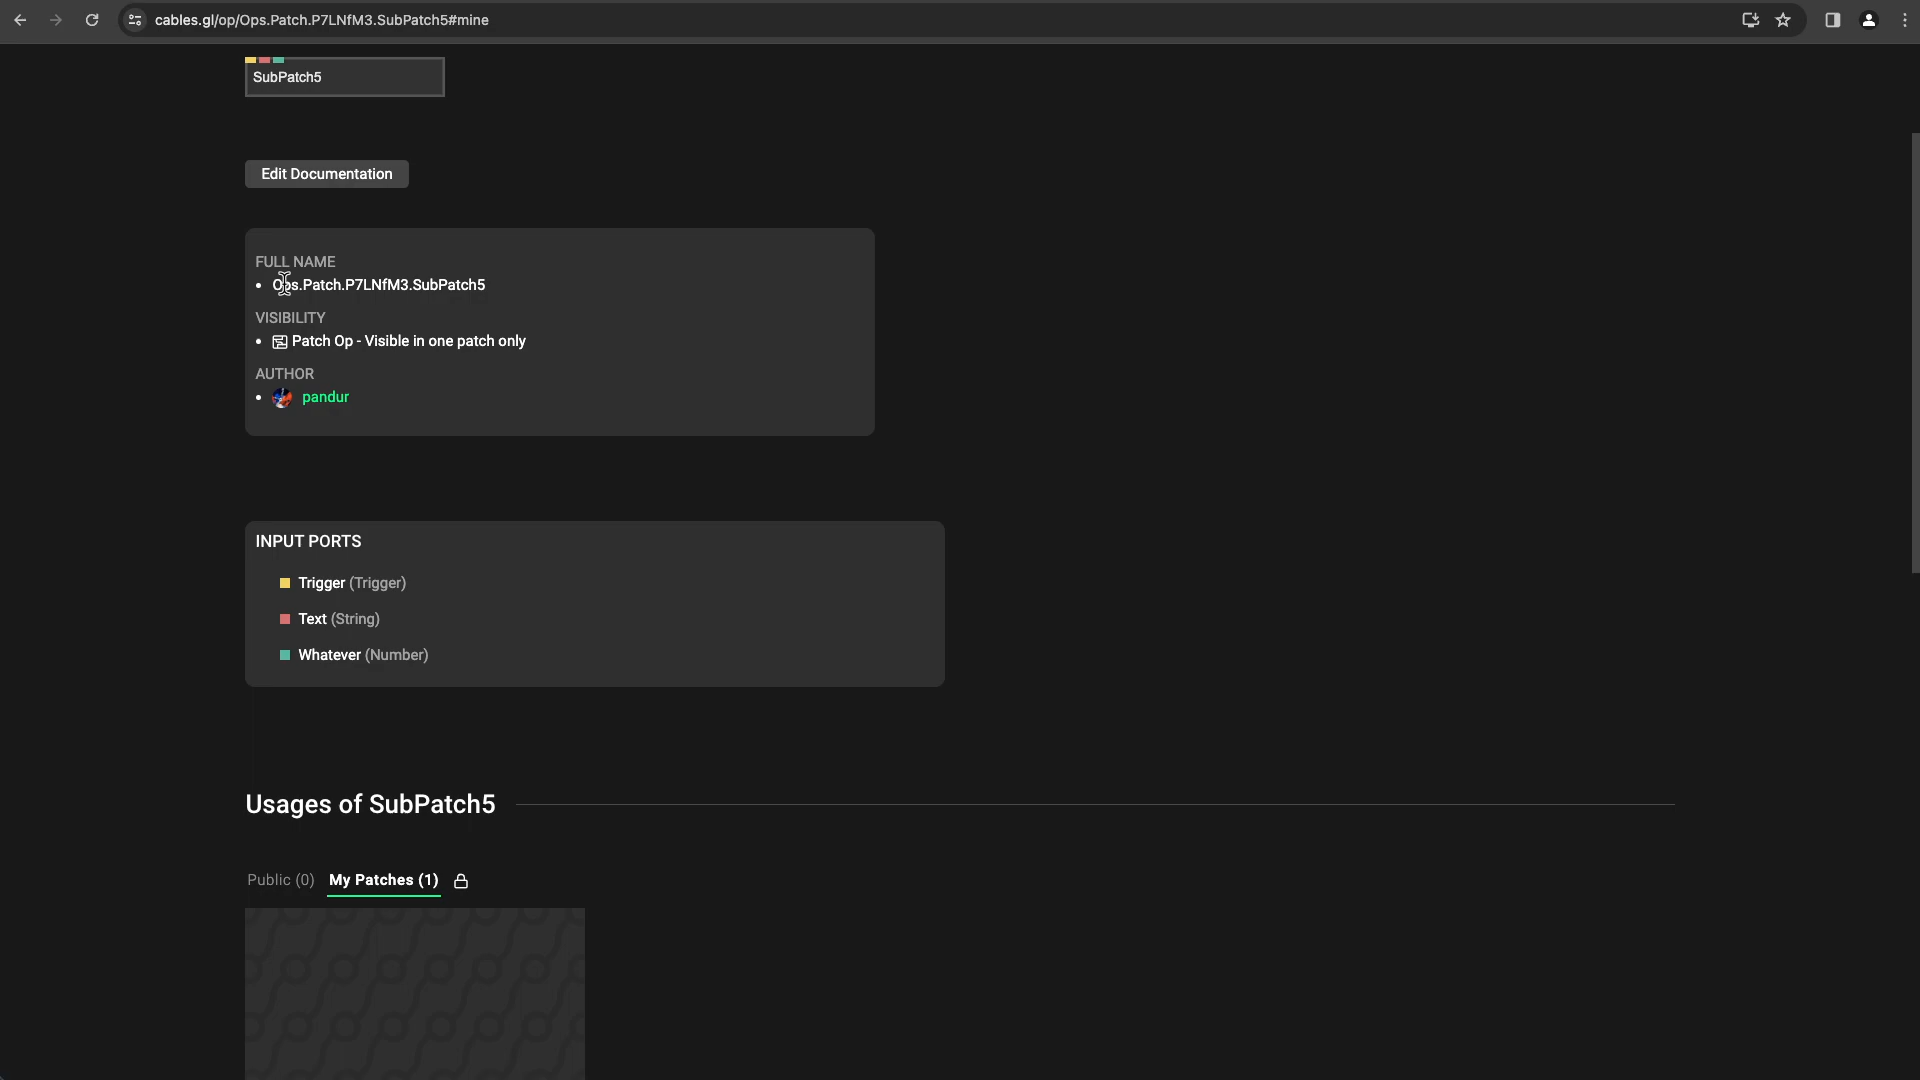 cables.gl/op/Ops.Patch.P7LNfM3.SubPatch5#mine
SubPatch5
Edit Documentation
FULL NAME
Ops.Patch.P7LNfM3.SubPatch5
VISIBILITY
Patch Op - Visible in one patch only
AUTHOR
pandur
INPUT PORTS
Trigger (Trigger)
Text (String)
Whatever (Number)
Usages of SubPatch5
Public (0) My Patches (1)